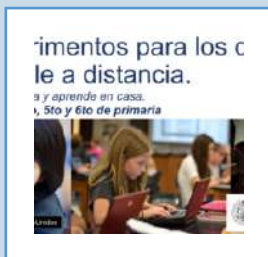 rimentos para los d
le a distancia.
a y aprende en casa.
o, 5to y 6to de primaria